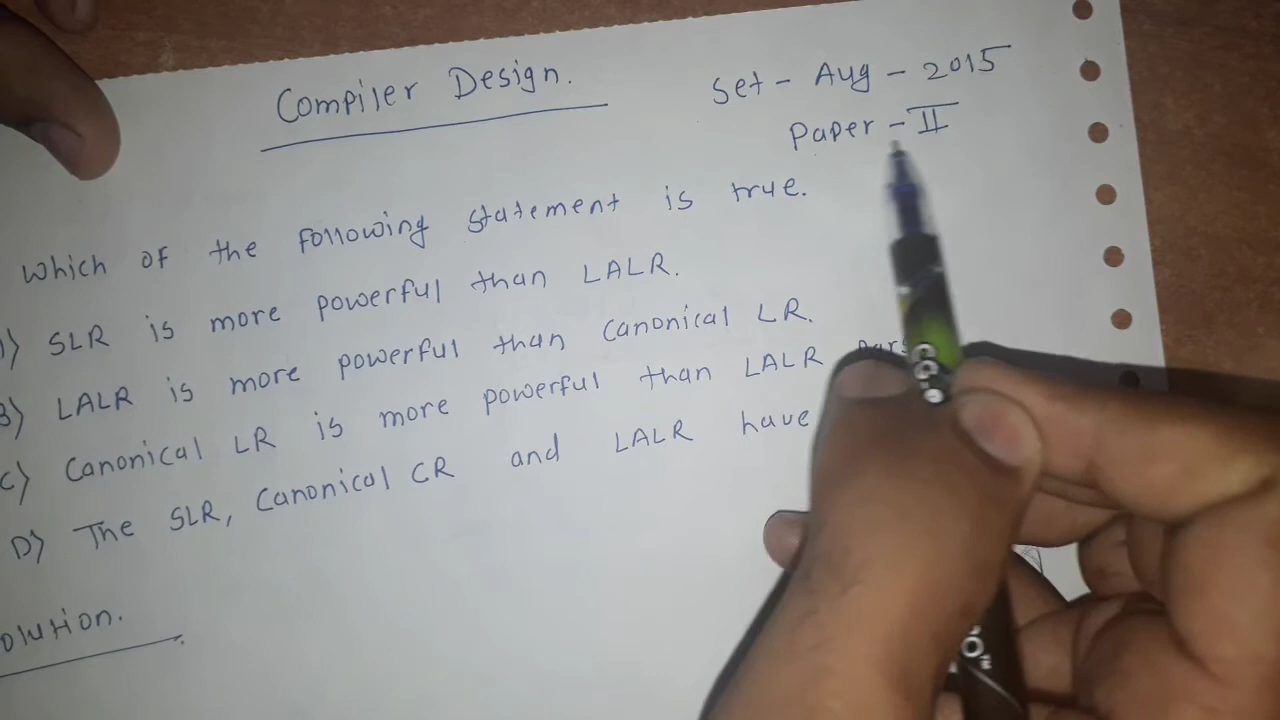 Compiler Design.
Set - Aug - 2015
Paper - II
Which of the following statement is true.
SLR is more powerful than LALR.
B) LALR is more powerful than Canonical LR.
C) Canonical LR is more powerful than LALR
D) The SLR, Canonical CR and LALR have
olution.